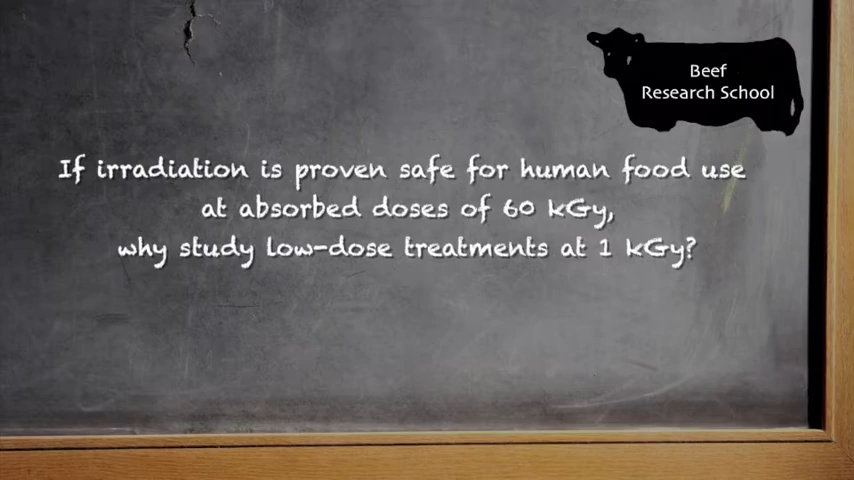 Beef
Research School
If irradiation is proven safe for human food use
at absorbed doses of 60 kGy,
why study low-dose treatments at 1 kGy?